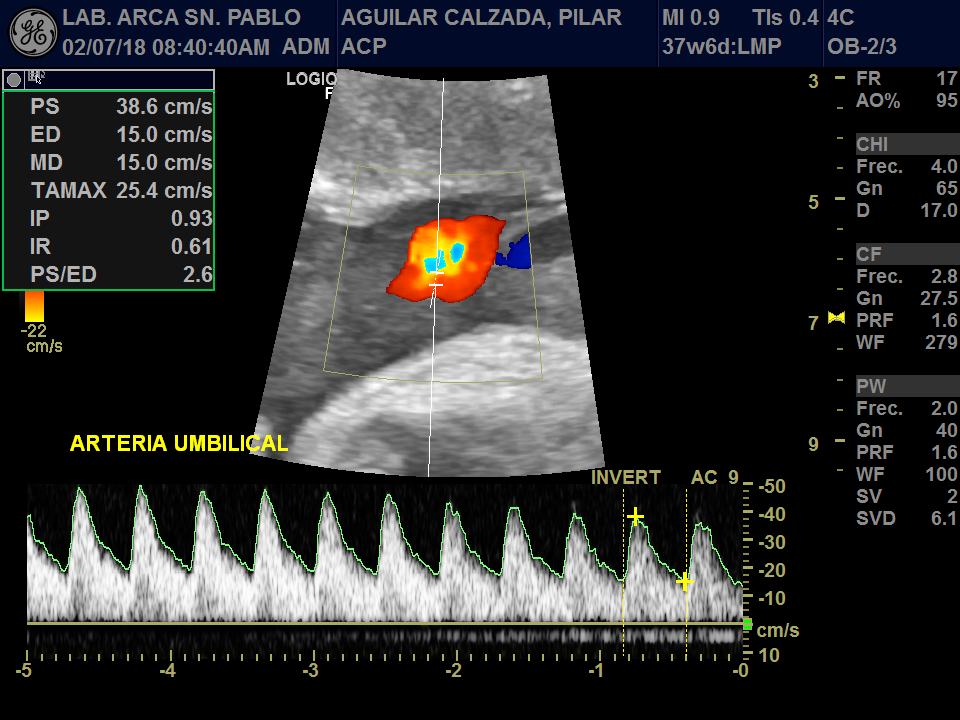 LAB. ARCA SN. PABLO AGUILAR CALZADA, PILAR MI 0.9 TIs 0.4 4C
02/07/18 08:40:40AM ADM ACP 37w6d:LMP OB-2/3
PS 38.6 cm/s
ED 15.0 cm/s
MD 15.0 cm/s
TAMAX 25.4 cm/s
IP 0.93
IR 0.61
PS/ED 2.6
-22
cm/s
LOGIQ
F
3
5
7
9
FR 17
AO% 95
CHI
Frec. 4.0
Gn 65
D 17.0
CF
Frec. 2.8
Gn 27.5
PRF 1.6
WF 279
PW
Frec. 2.0
Gn 40
PRF 1.6
WF 100
SV 2
SVD 6.1
ARTERIA UMBILICAL
INVERT AC 9
-50
-40
-30
-20
-10
cm/s
10
-5 -4 -3 -2 -1 -0